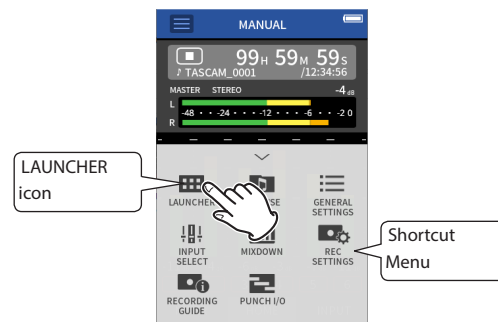 MANUAL
99H 59M 59S
♪ TASCAM_0001 /12:34:56
MASTER STEREO -4 dB
L
-48 · · -24 · · · -12 · · · -6 · · -2 0
R
LAUNCHER
icon
LAUNCHER
GENERAL
SETTINGS
INPUT
SELECT
MIXDOWN
REC
SETTINGS
Shortcut
Menu
RECORDING
GUIDE
PUNCH I/O